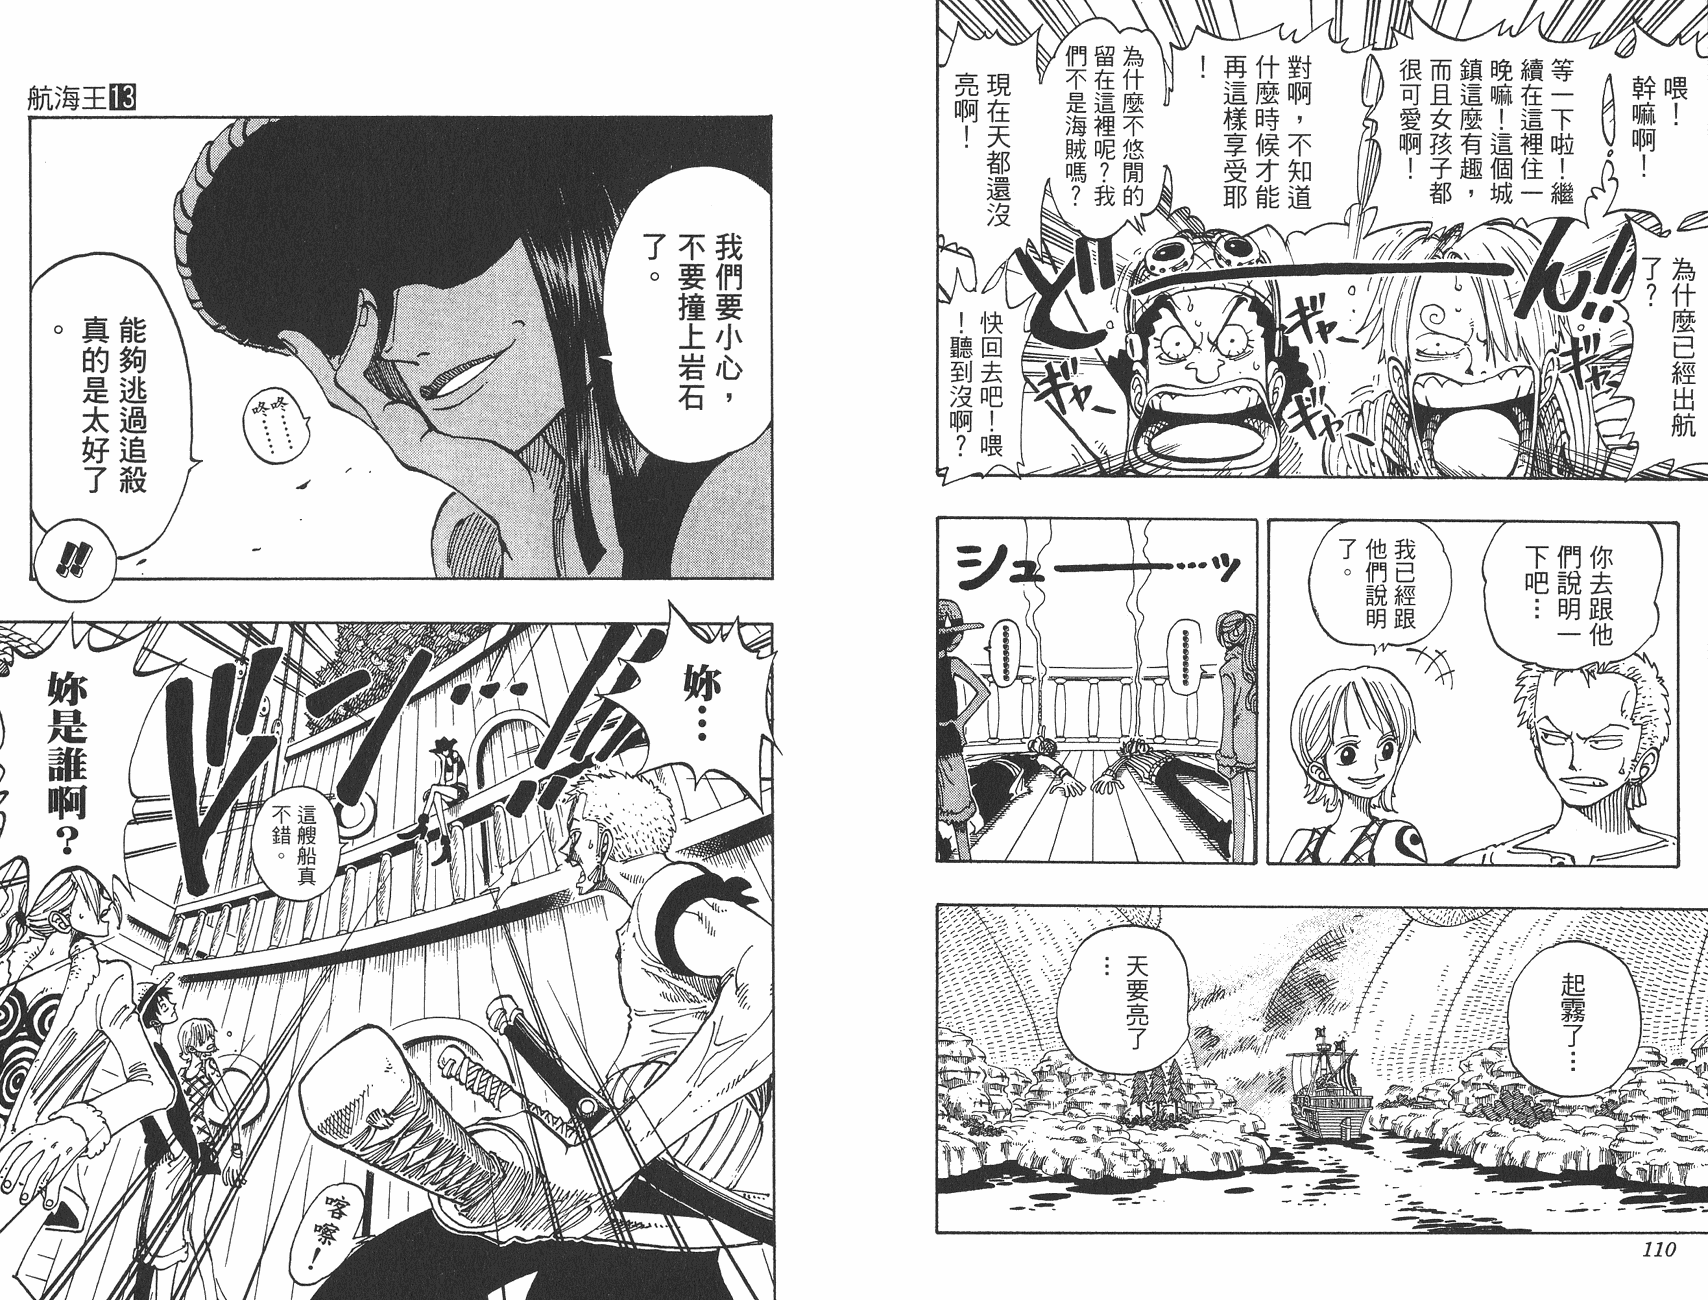 喂！
幹嘛啊！
為什麼已經出航
了？
等一下啦！繼
續在這裡住一
晚嘛！這個城
鎮這麼有趣，
而且女孩子都
很可愛啊！
對啊，不知道
什麼時候才能
再這樣享受耶
！
為什麼不悠閒的
留在這裡呢？我
們不是海賊嗎？
現在天都還沒
亮啊！
快回去吧！喂
！聽到沒啊？
ど
ー
ん!!
ギャー
ギャー
ギャー
ギャー
你去跟他
們說明一
下吧…
我已經跟
他們說明
了。
シュー…ッ
………
………
起霧了…
天要亮了
…
110
航海王13
我們要小心，
不要撞上岩石
了。
咚…
咚…
能夠逃過追殺
真的是太好了
。
!!
妳…
ドーン…!!
這艘船真
不錯。
妳是誰啊？
喀嚓！